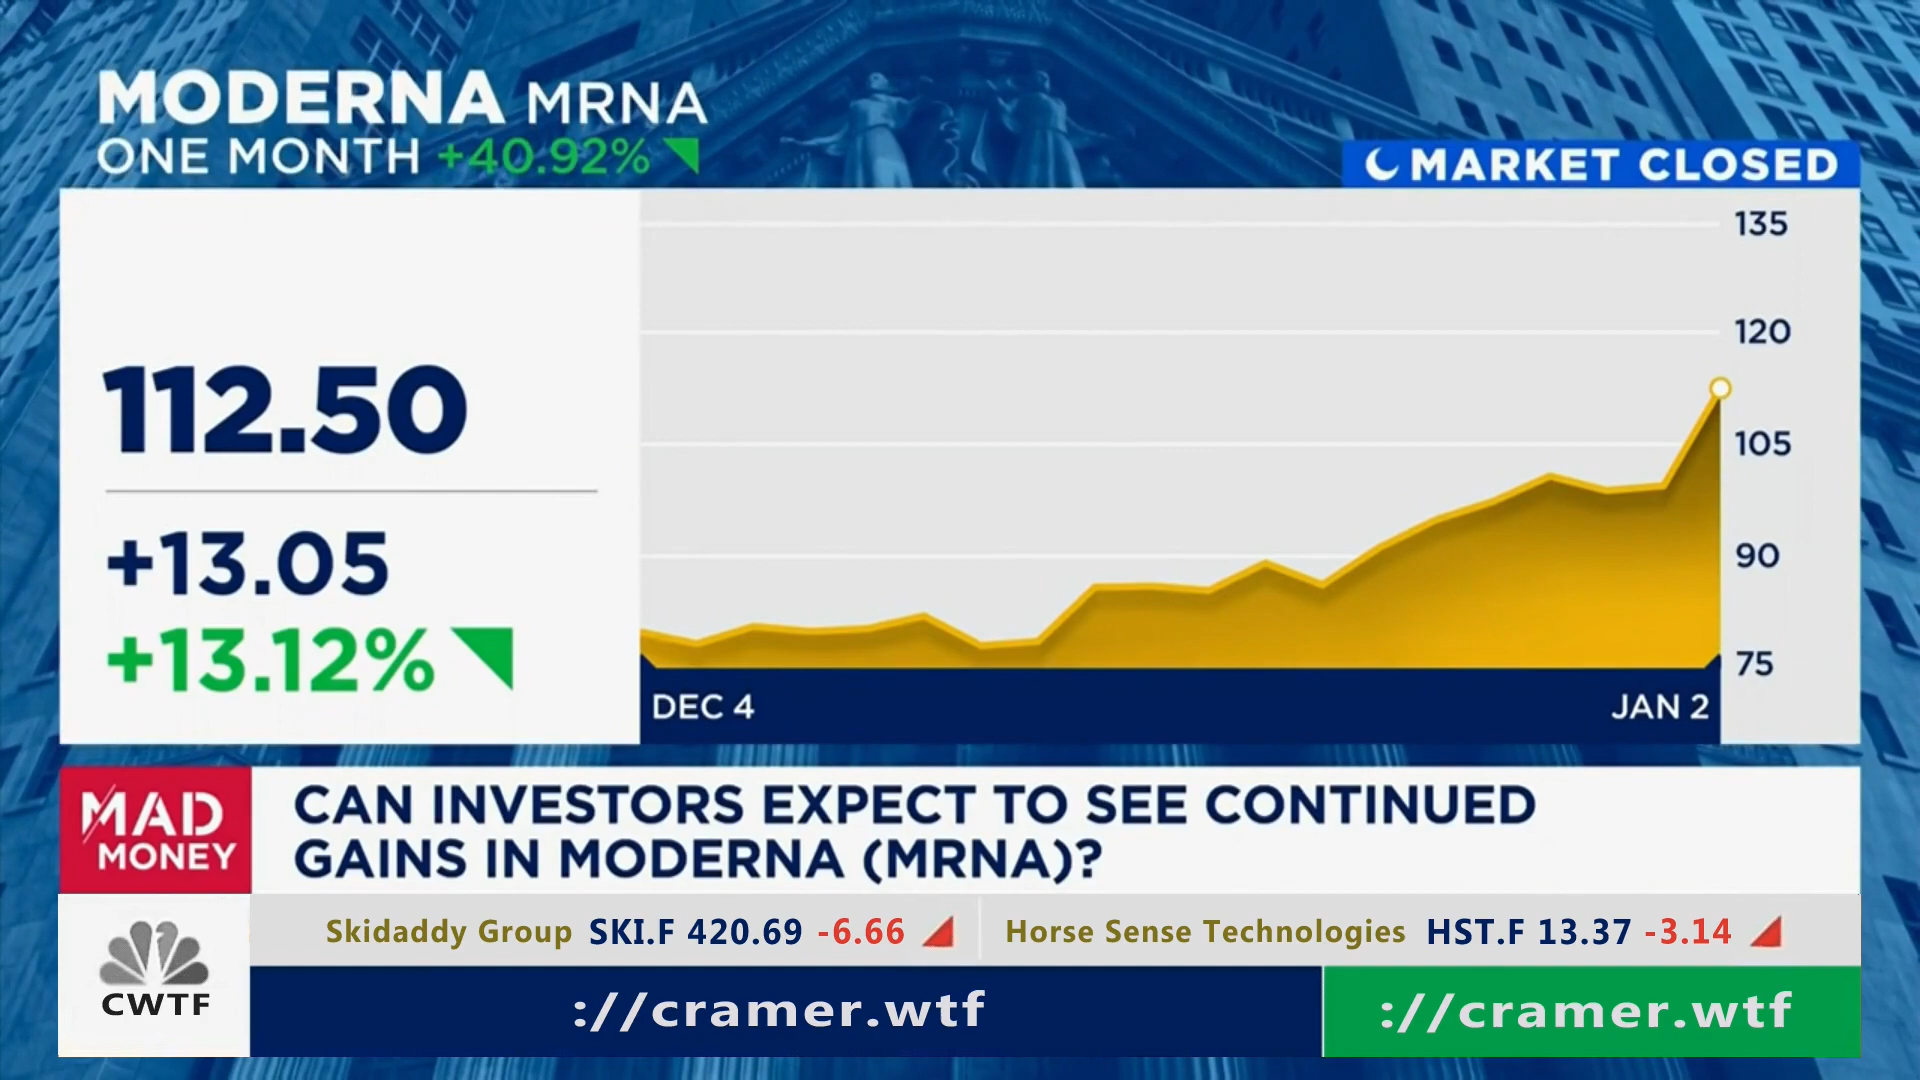 MODERNA MRNA
ONE MONTH +40.92%
MARKET CLOSED
135
120
105
90
75
112.50
+13.05
+13.12%
DEC 4
JAN 2
MAD
MONEY
CAN INVESTORS EXPECT TO SEE CONTINUED
GAINS IN MODERNA (MRNA)?
Skidaddy Group SKI.F 420.69 -6.66
Horse Sense Technologies HST.F 13.37 -3.14
CWTF
://cramer.wtf
://cramer.wtf